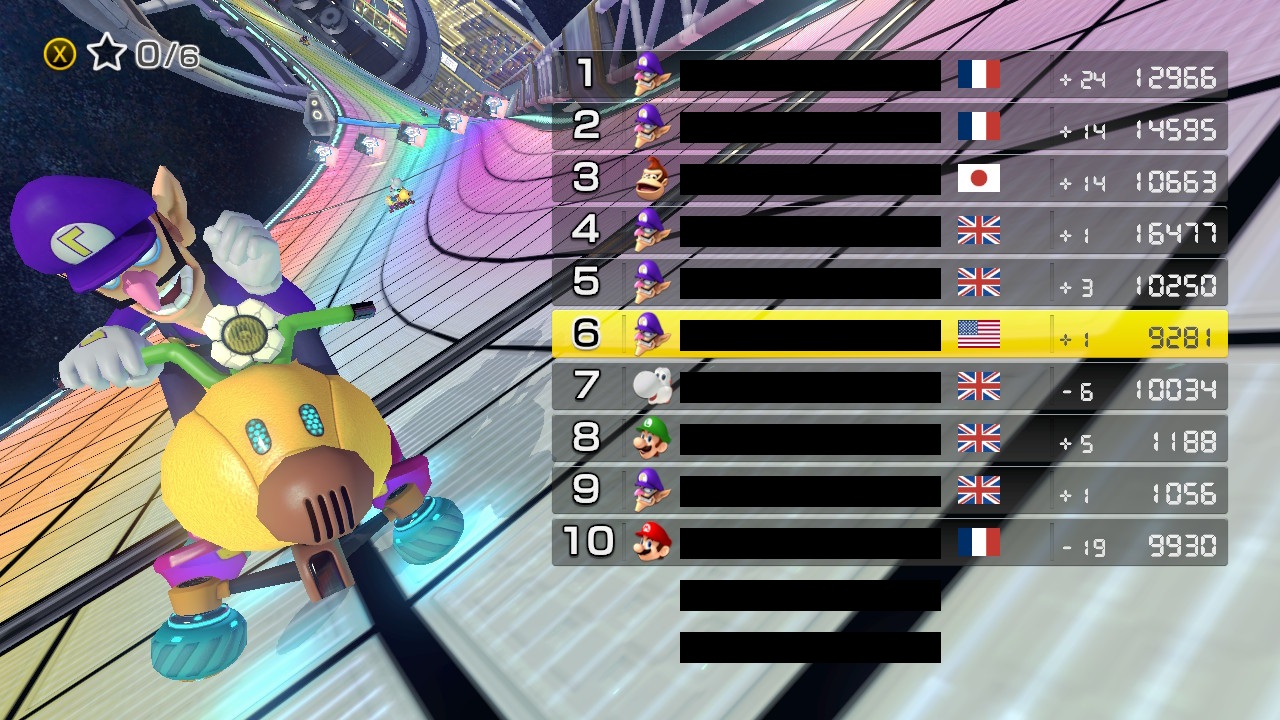 X 0/6
1 + 24 12966
2 + 14 14595
3 + 14 10663
4 + 1 16477
5 + 3 10250
6 + 1 9281
7 - 6 10034
8 + 5 1188
9 + 1 1056
10 - 19 9930